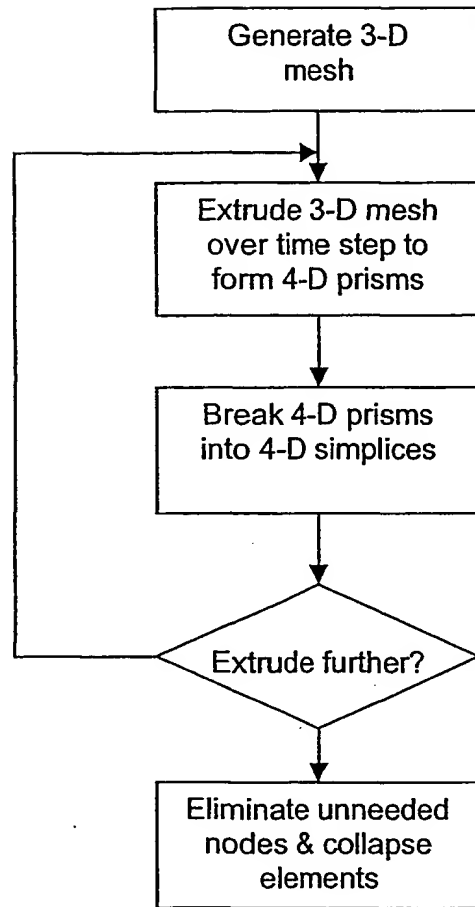 Generate 3-D
mesh
Extrude 3-D mesh
over time step to
form 4-D prisms
Break 4-D prisms
into 4-D simplices
Extrude further?
Eliminate unneeded
nodes & collapse
elements